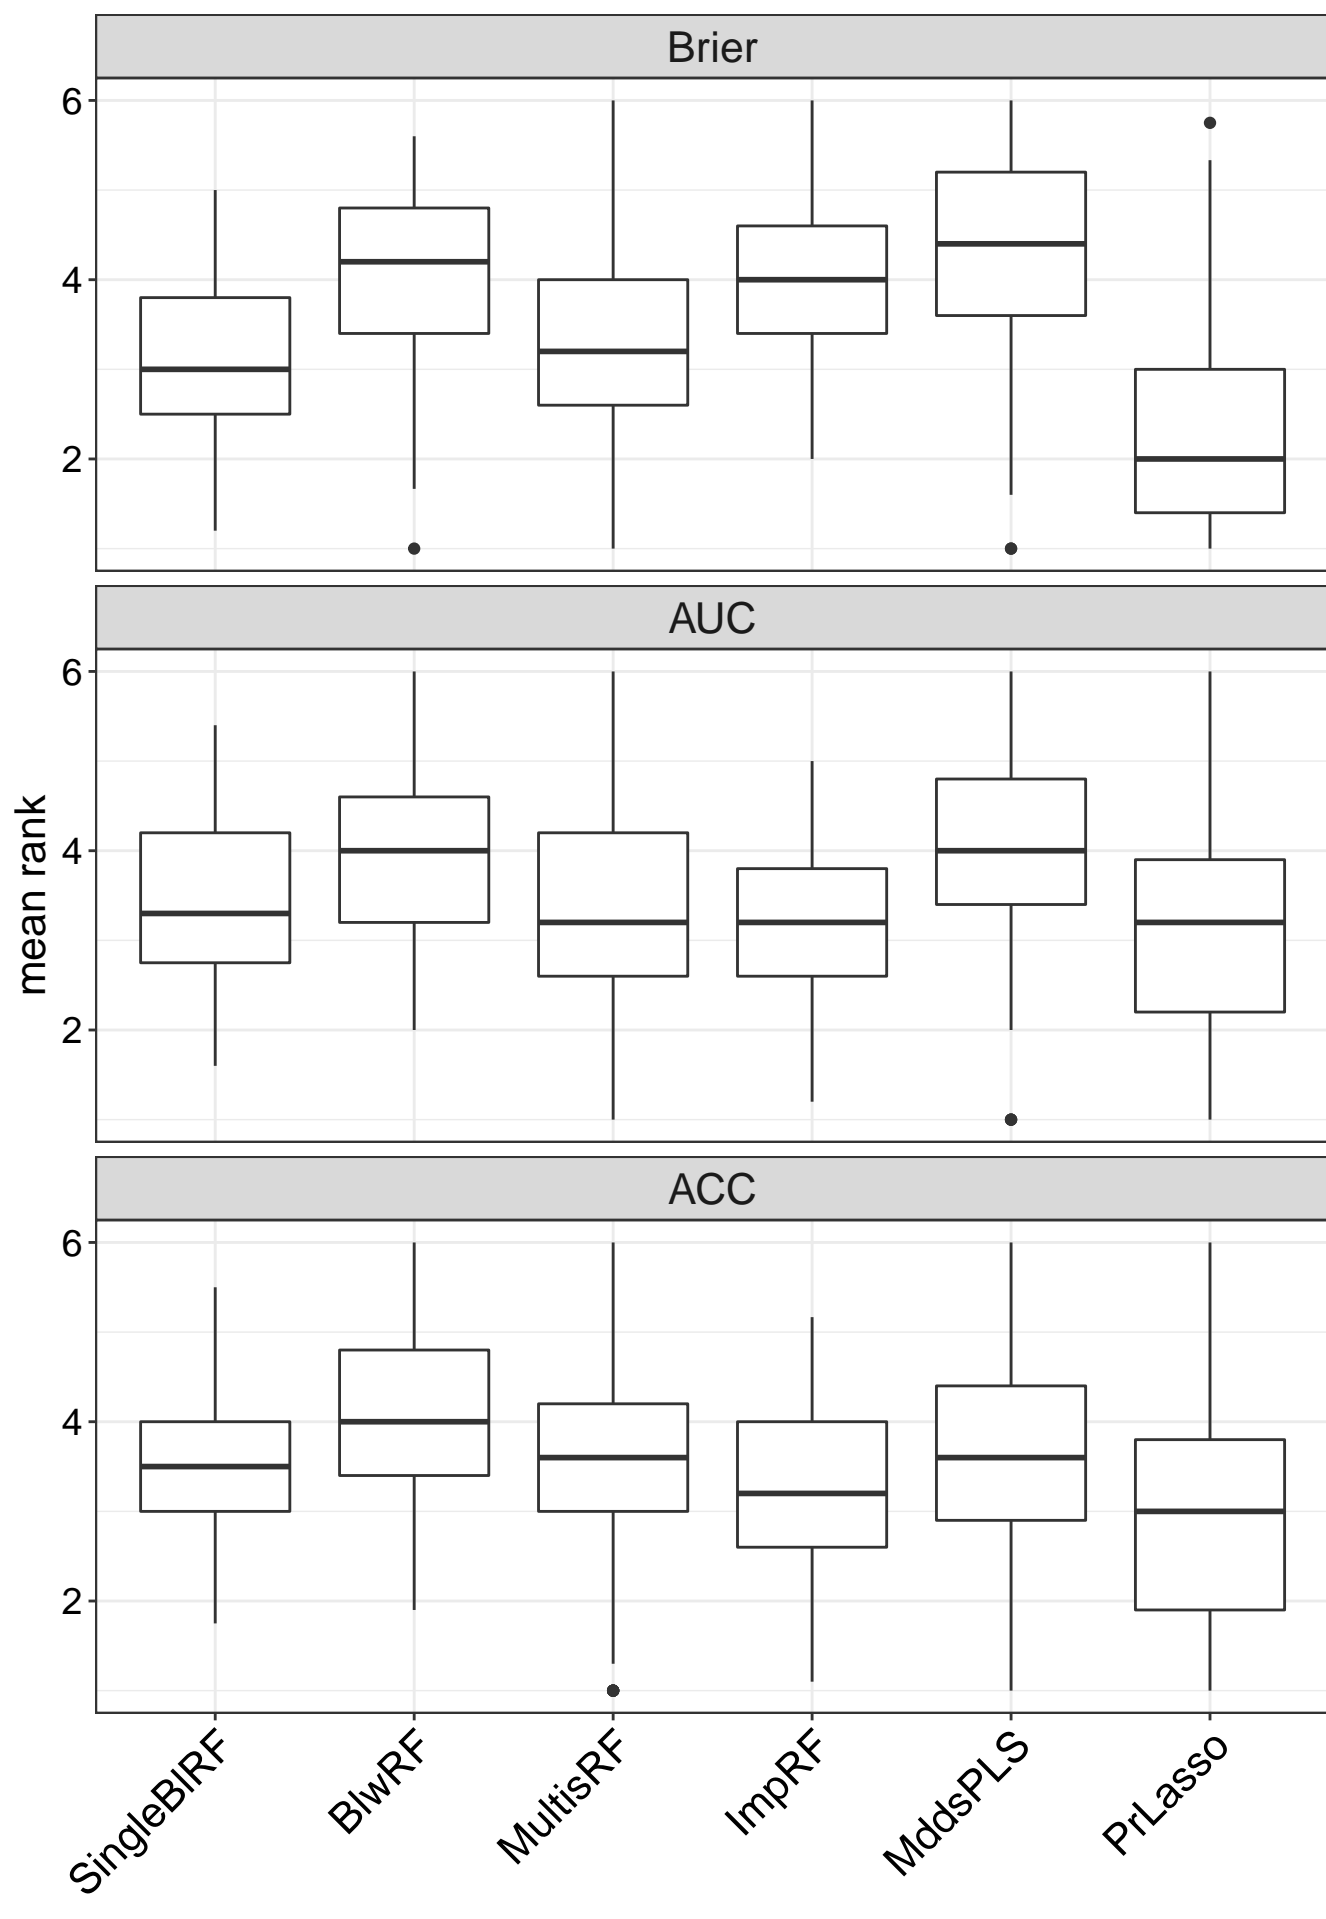 Brier
6
4
2
AUC
6
4
2
mean rank
ACC
6
4
2
SingleBlRF
BlwRF
MultisRF
ImpRF
MddsPLS
PrLasso